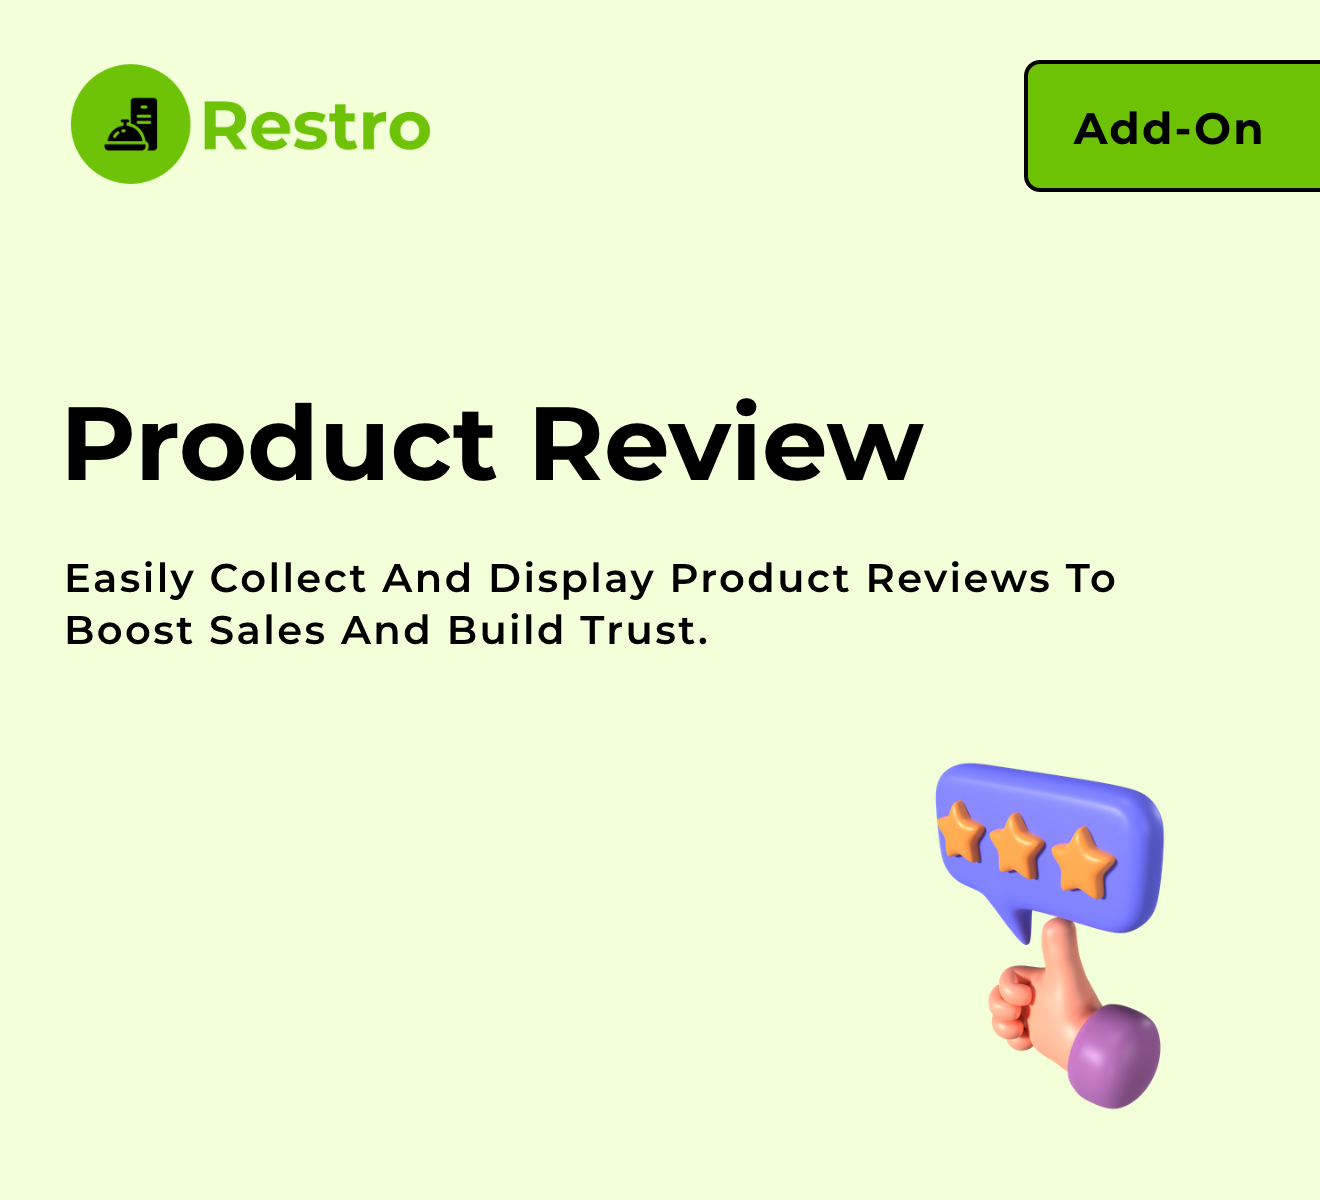 Restro
Add-On
Product Review
Easily Collect And Display Product Reviews To
Boost Sales And Build Trust.